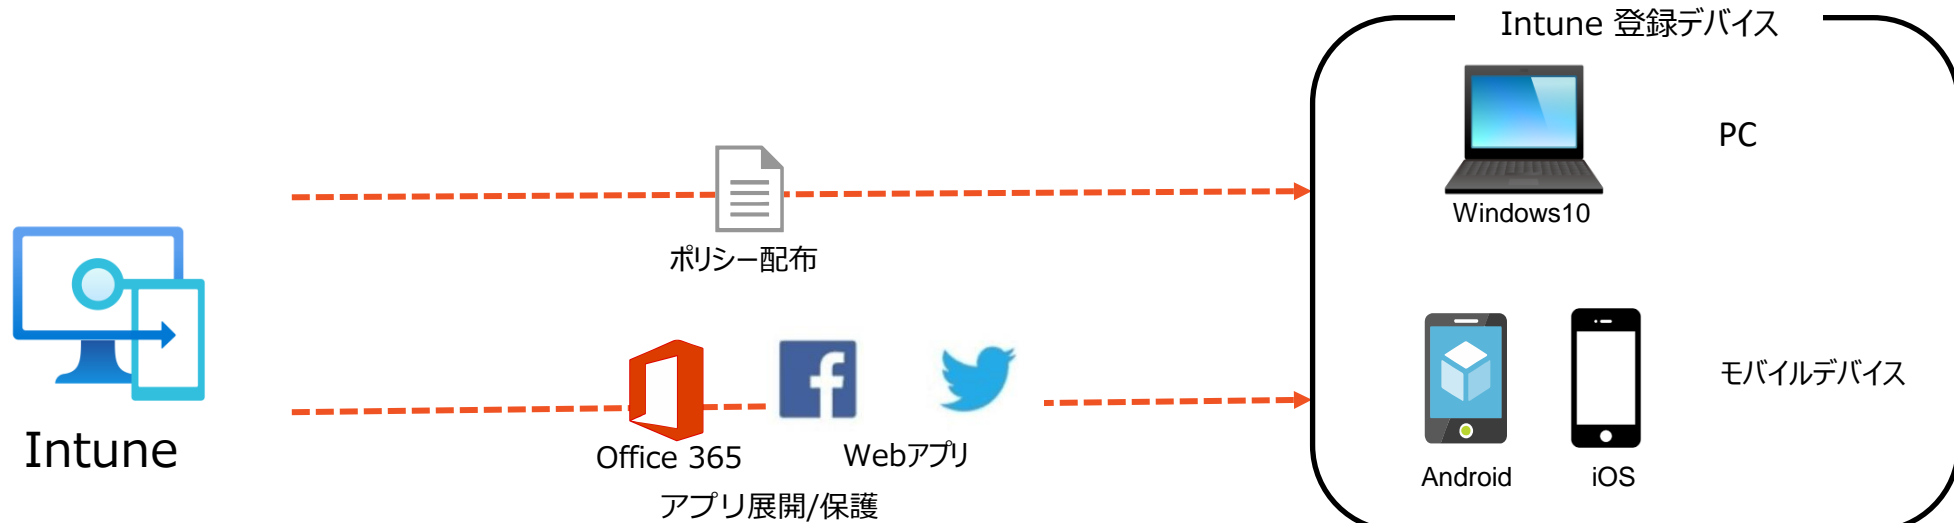 Intune 登録デバイス
PC
Windows10
ポリシー配布
モバイルデバイス
Intune
Office 365
Webアプリ
Android
iOS
アプリ展開/保護